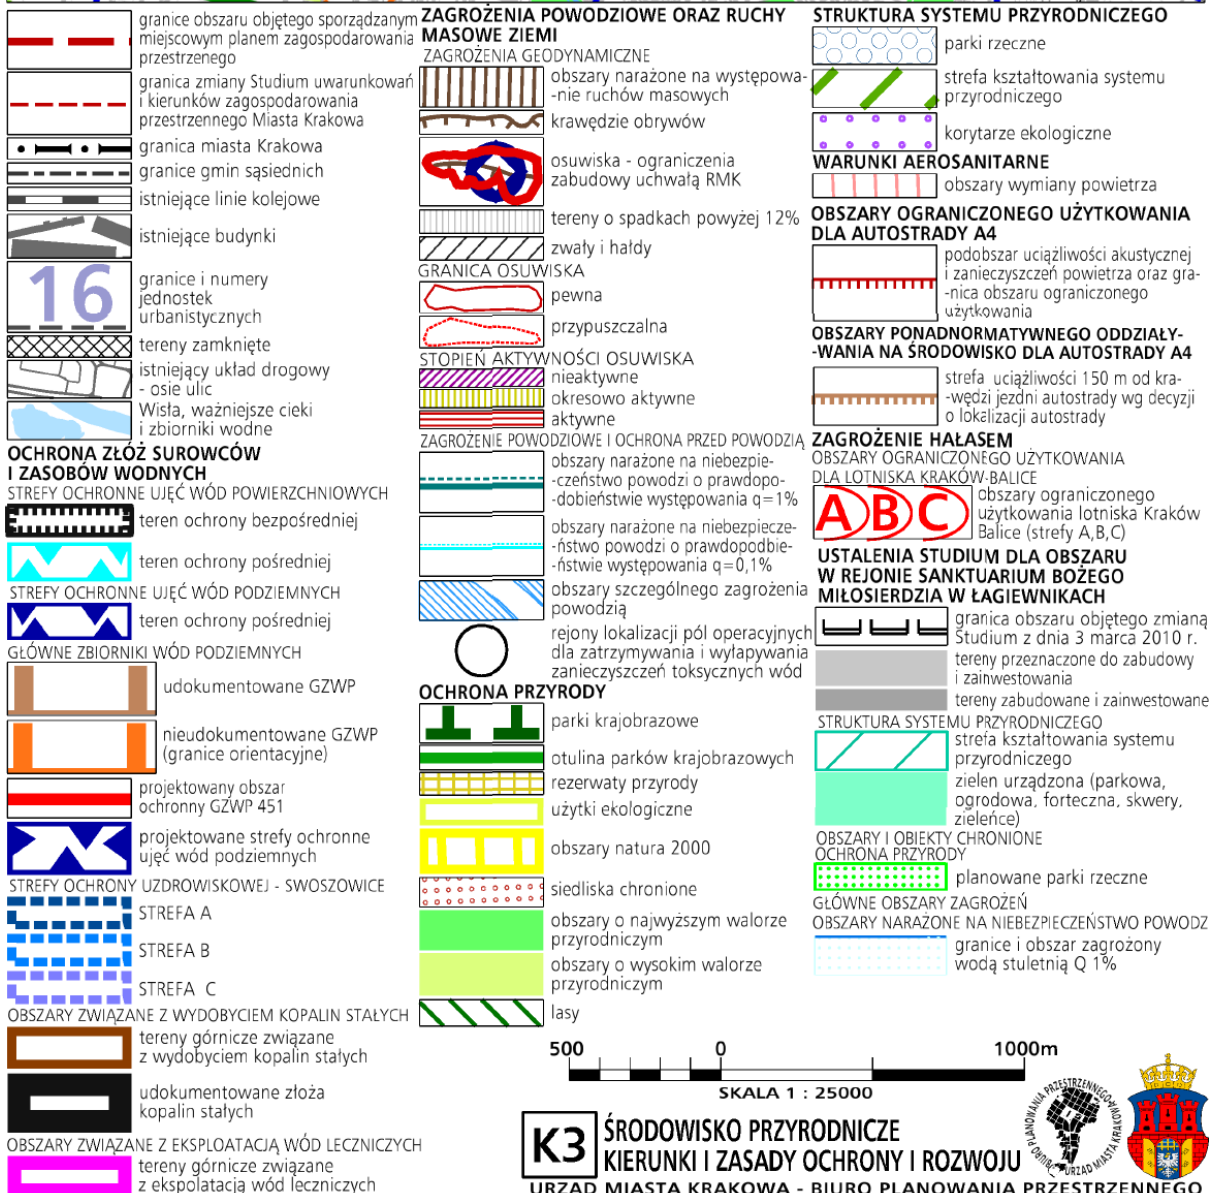 granice obszaru objętego sporządzanym
miejscowym planem zagospodarowania
przestrzenego
granica zmiany Studium uwarunkowań
i kierunków zagospodarowania
przestrzennego Miasta Krakowa
granica miasta Krakowa
granice gmin sąsiednich
istniejące linie kolejowe
istniejące budynki
16
granice i numery
jednostek
urbanistycznych
tereny zamknięte
istniejący układ drogowy
- osie ulic
Wisła, ważniejsze cieki
i zbiorniki wodne
OCHRONA ZŁÓŻ SUROWCÓW
I ZASOBÓW WODNYCH
STREFY OCHRONNE UJĘĆ WÓD POWIERZCHNIOWYCH
teren ochrony bezpośredniej
teren ochrony pośredniej
STREFY OCHRONNE UJĘĆ WÓD PODZIEMNYCH
teren ochrony pośredniej
GŁÓWNE ZBIORNIKI WÓD PODZIEMNYCH
udokumentowane GZWP
nieudokumentowane GZWP
(granice orientacyjne)
projektowany obszar
ochronny GZWP 451
projektowane strefy ochronne
ujęć wód podziemnych
STREFY OCHRONY UZDROWISKOWEJ - SWOSZOWICE
STREFA A
STREFA B
STREFA C
OBSZARY ZWIĄZANE Z WYDOBYCIEM KOPALIN STAŁYCH
tereny górnicze związane
z wydobyciem kopalin stałych
udokumentowane złoża
kopalin stałych
OBSZARY ZWIĄZANE Z EKSPLOATACJĄ WÓD LECZNICZYCH
tereny górnicze związane
z ekspolatacją wód leczniczych
ZAGROŻENIA POWODZIOWE ORAZ RUCHY
MASOWE ZIEMI
ZAGROŻENIA GEODYNAMICZNE
obszary narażone na występowa-
-nie ruchów masowych
krawędzie obrywów
osuwiska - ograniczenia
zabudowy uchwałą RMK
tereny o spadkach powyżej 12%
zwały i hałdy
GRANICA OSUWISKA
pewna
przypuszczalna
STOPIEŃ AKTYWNOŚCI OSUWISKA
nieaktywne
okresowo aktywne
aktywne
ZAGROŻENIE POWODZIOWE I OCHRONA PRZED POWODZIĄ
obszary narażone na niebezpie-
-czeństwo powodzi o prawdopo-
-dobieństwie występowania q=1%
obszary narażone na niebezpiecze-
-ństwo powodzi o prawdopodbie-
-ństwie występowania q=0,1%
obszary szczególnego zagrożenia
powodzią
rejony lokalizacji pól operacyjnych
dla zatrzymywania i wyłapywania
zanieczyszczeń toksycznych wód
OCHRONA PRZYRODY
parki krajobrazowe
otulina parków krajobrazowych
rezerwaty przyrody
użytki ekologiczne
obszary natura 2000
siedliska chronione
obszary o najwyższym walorze
przyrodniczym
obszary o wysokim walorze
przyrodniczym
lasy
STRUKTURA SYSTEMU PRZYRODNICZEGO
parki rzeczne
strefa kształtowania systemu
przyrodniczego
korytarze ekologiczne
WARUNKI AEROSANITARNE
obszary wymiany powietrza
OBSZARY OGRANICZONEGO UŻYTKOWANIA
DLA AUTOSTRADY A4
podobszar uciążliwości akustycznej
i zanieczyszczeń powietrza oraz gra-
-nica obszaru ograniczonego
użytkowania
OBSZARY PONADNORMATYWNEGO ODDZIAŁY-
-WANIA NA ŚRODOWISKO DLA AUTOSTRADY A4
strefa uciążliwości 150 m od kra-
-wędzi jezdni autostrady wg decyzji
o lokalizacji autostrady
ZAGROŻENIE HAŁASEM
OBSZARY OGRANICZONEGO UŻYTKOWANIA
DLA LOTNISKA KRAKÓW-BALICE
A B C
obszary ograniczonego
użytkowania lotniska Kraków
Balice (strefy A,B,C)
USTALENIA STUDIUM DLA OBSZARU
W REJONIE SANKTUARIUM BOŻEGO
MIŁOSIERDZIA W ŁAGIEWNIKACH
granica obszaru objętego zmianą
Studium z dnia 3 marca 2010 r.
tereny przeznaczone do zabudowy
i zainwestowania
tereny zabudowane i zainwestowane
STRUKTURA SYSTEMU PRZYRODNICZEGO
strefa kształtowania systemu
przyrodniczego
zielen urządzona (parkowa,
ogrodowa, forteczna, skwery,
zieleńce)
OBSZARY I OBIEKTY CHRONIONE
OCHRONA PRZYRODY
planowane parki rzeczne
GŁÓWNE OBSZARY ZAGROŻEŃ
OBSZARY NARAŻONE NA NIEBEZPIECZEŃSTWO POWODZ
granice i obszar zagrożony
wodą stuletnią Q 1%
500 0 1000m
SKALA 1 : 25000
K3
ŚRODOWISKO PRZYRODNICZE
KIERUNKI I ZASADY OCHRONY I ROZWOJU
BIURO PLANOWANIA PRZESTRZENNEGO
URZĄD MIASTA KRAKOWA
URZĄD MIASTA KRAKOWA - BIURO PLANOWANIA PRZESTRZENNEGO